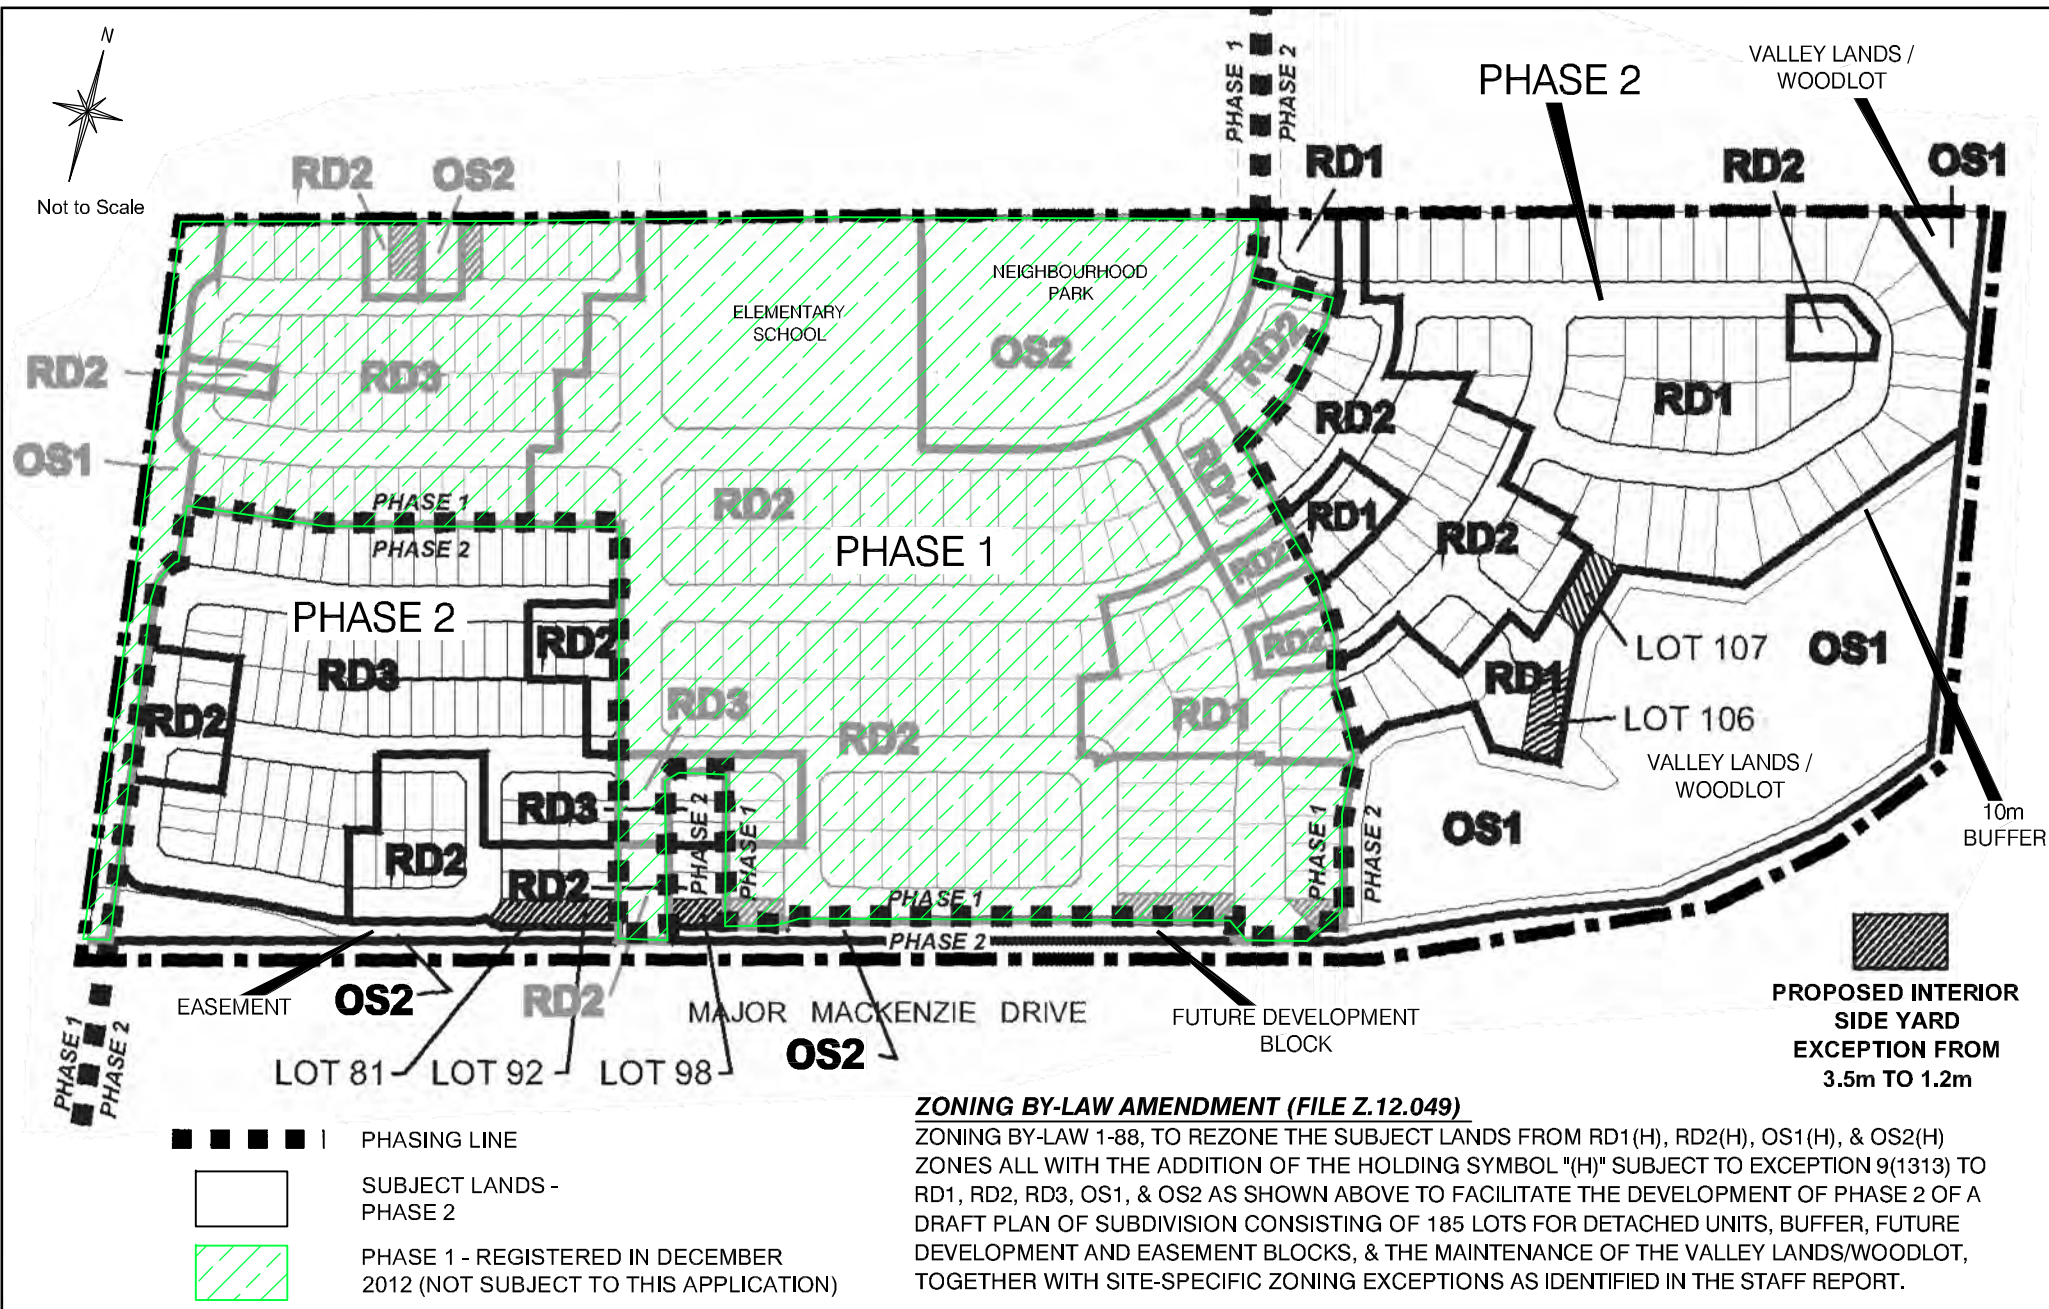 N
Not to Scale
PHASE 1
PHASE 2
PHASE 2
VALLEY LANDS /
WOODLOT
RD2
OS2
RD1
RD2
OS1
NEIGHBOURHOOD
PARK
ELEMENTARY
SCHOOL
OS2
RD2
RD2
RD3
RD1
RD2
OS1
RD1
PHASE 1
PHASE 2
RD2
PHASE 1
RD1
RD2
RD2
PHASE 2
RD2
RD3
RD2
LOT 107
OS1
RD1
RD2
RD3
RD1
RD2
LOT 106
VALLEY LANDS /
WOODLOT
RD3
PHASE 2
PHASE 1
PHASE 1
PHASE 2
OS1
10m
BUFFER
RD2
RD2
PHASE 1
PHASE 2
EASEMENT
OS2
RD2
MAJOR MACKENZIE DRIVE
FUTURE DEVELOPMENT
BLOCK
OS2
LOT 81
LOT 92
LOT 98
PHASE 1
PHASE 2
PROPOSED INTERIOR
SIDE YARD
EXCEPTION FROM
3.5m TO 1.2m
PHASING LINE
SUBJECT LANDS -
PHASE 2
PHASE 1 - REGISTERED IN DECEMBER
2012 (NOT SUBJECT TO THIS APPLICATION)
ZONING BY-LAW AMENDMENT (FILE Z.12.049)
ZONING BY-LAW 1-88, TO REZONE THE SUBJECT LANDS FROM RD1(H), RD2(H), OS1(H), & OS2(H)
ZONES ALL WITH THE ADDITION OF THE HOLDING SYMBOL "(H)" SUBJECT TO EXCEPTION 9(1313) TO
RD1, RD2, RD3, OS1, & OS2 AS SHOWN ABOVE TO FACILITATE THE DEVELOPMENT OF PHASE 2 OF A
DRAFT PLAN OF SUBDIVISION CONSISTING OF 185 LOTS FOR DETACHED UNITS, BUFFER, FUTURE
DEVELOPMENT AND EASEMENT BLOCKS, & THE MAINTENANCE OF THE VALLEY LANDS/WOODLOT,
TOGETHER WITH SITE-SPECIFIC ZONING EXCEPTIONS AS IDENTIFIED IN THE STAFF REPORT.